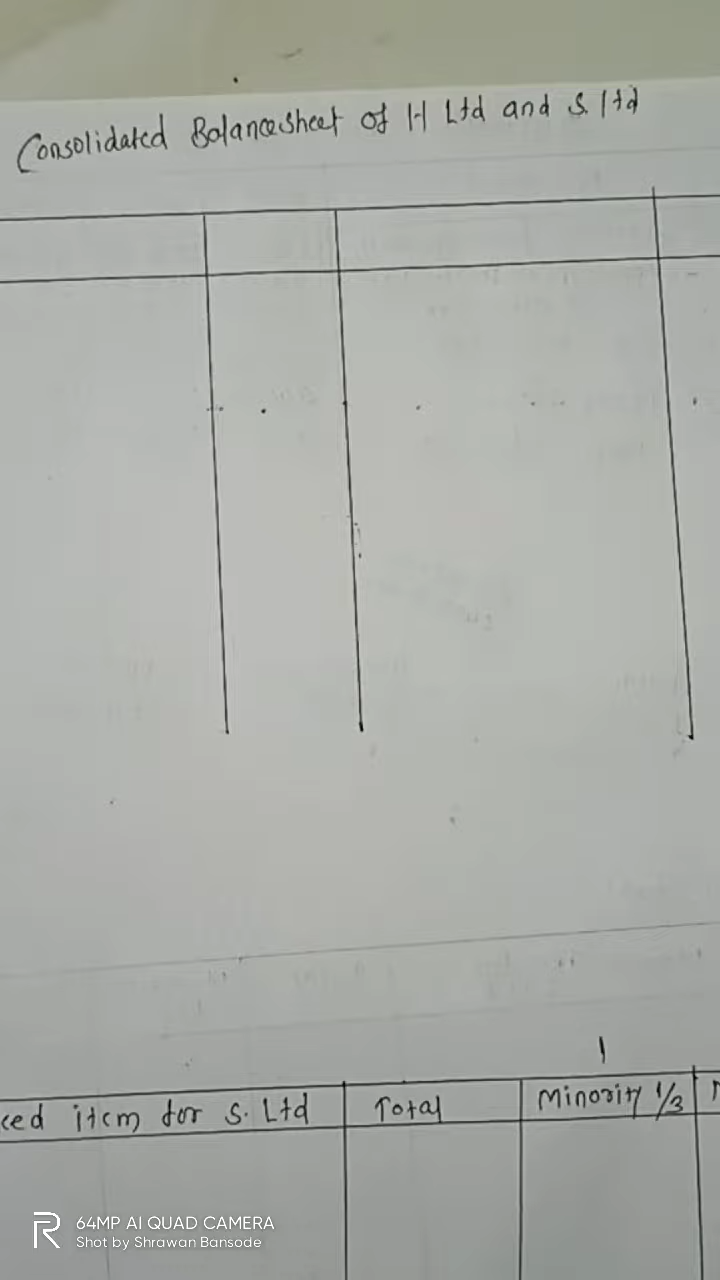 Consolidated Balancesheet of H Ltd and S. ltd
ced item for S. Ltd Total Minority 1/3
64MP AI QUAD CAMERA
Shot by Shrawan Bansode